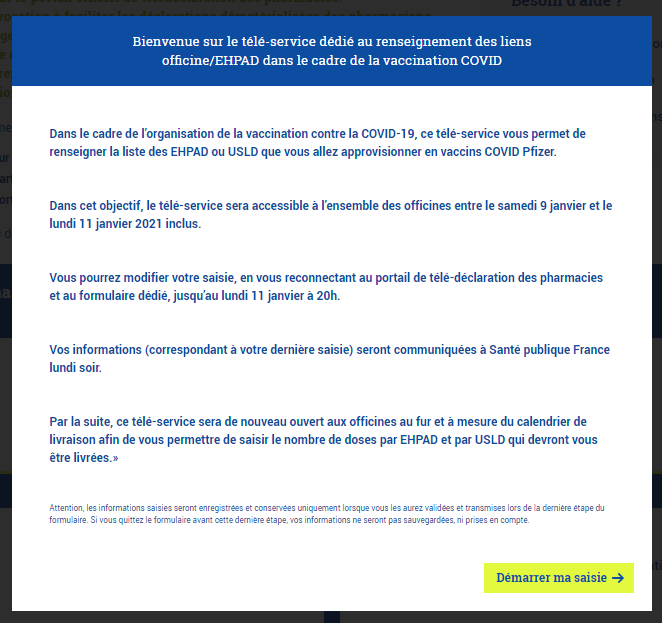 Besoin d'aide ?
Bienvenue sur le télé-service dédié au renseignement des liens
officine/EHPAD dans le cadre de la vaccination COVID
Dans le cadre de l'organisation de la vaccination contre la COVID-19, ce télé-service vous permet de
renseigner la liste des EHPAD ou USLD que vous allez approvisionner en vaccins COVID Pfizer.
Dans cet objectif, le télé-service sera accessible à l'ensemble des officines entre le samedi 9 janvier et le
lundi 11 janvier 2021 inclus.
Vous pourrez modifier votre saisie, en vous reconnectant au portail de télé-déclaration des pharmacies
et au formulaire dédié, jusqu'au lundi 11 janvier à 20h.
Vos informations (correspondant à votre dernière saisie) seront communiquées à Santé publique France
lundi soir.
Par la suite, ce télé-service sera de nouveau ouvert aux officines au fur et à mesure du calendrier de
livraison afin de vous permettre de saisir le nombre de doses par EHPAD et par USLD qui devront vous
être livrées.»
Attention, les informations saisies seront enregistrées et conservées uniquement lorsque vous les aurez validées et transmises lors de la dernière étape du
formulaire. Si vous quittez le formulaire avant cette dernière étape, vos informations ne seront pas sauvegardées, ni prises en compte.
Démarrer ma saisie →